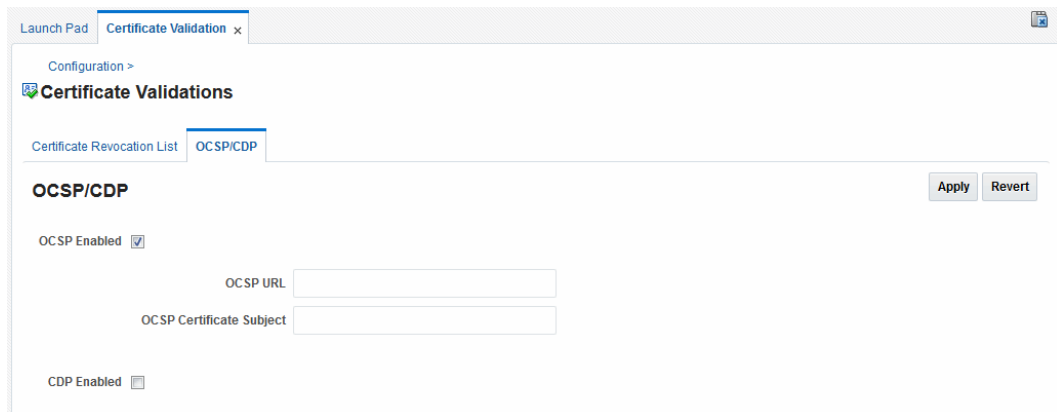 Launch Pad Certificate Validation x
Configuration >
Certificate Validations
Certificate Revocation List OCSP/CDP
OCSP/CDP Apply Revert
OCSP Enabled
OCSP URL
OCSP Certificate Subject
CDP Enabled